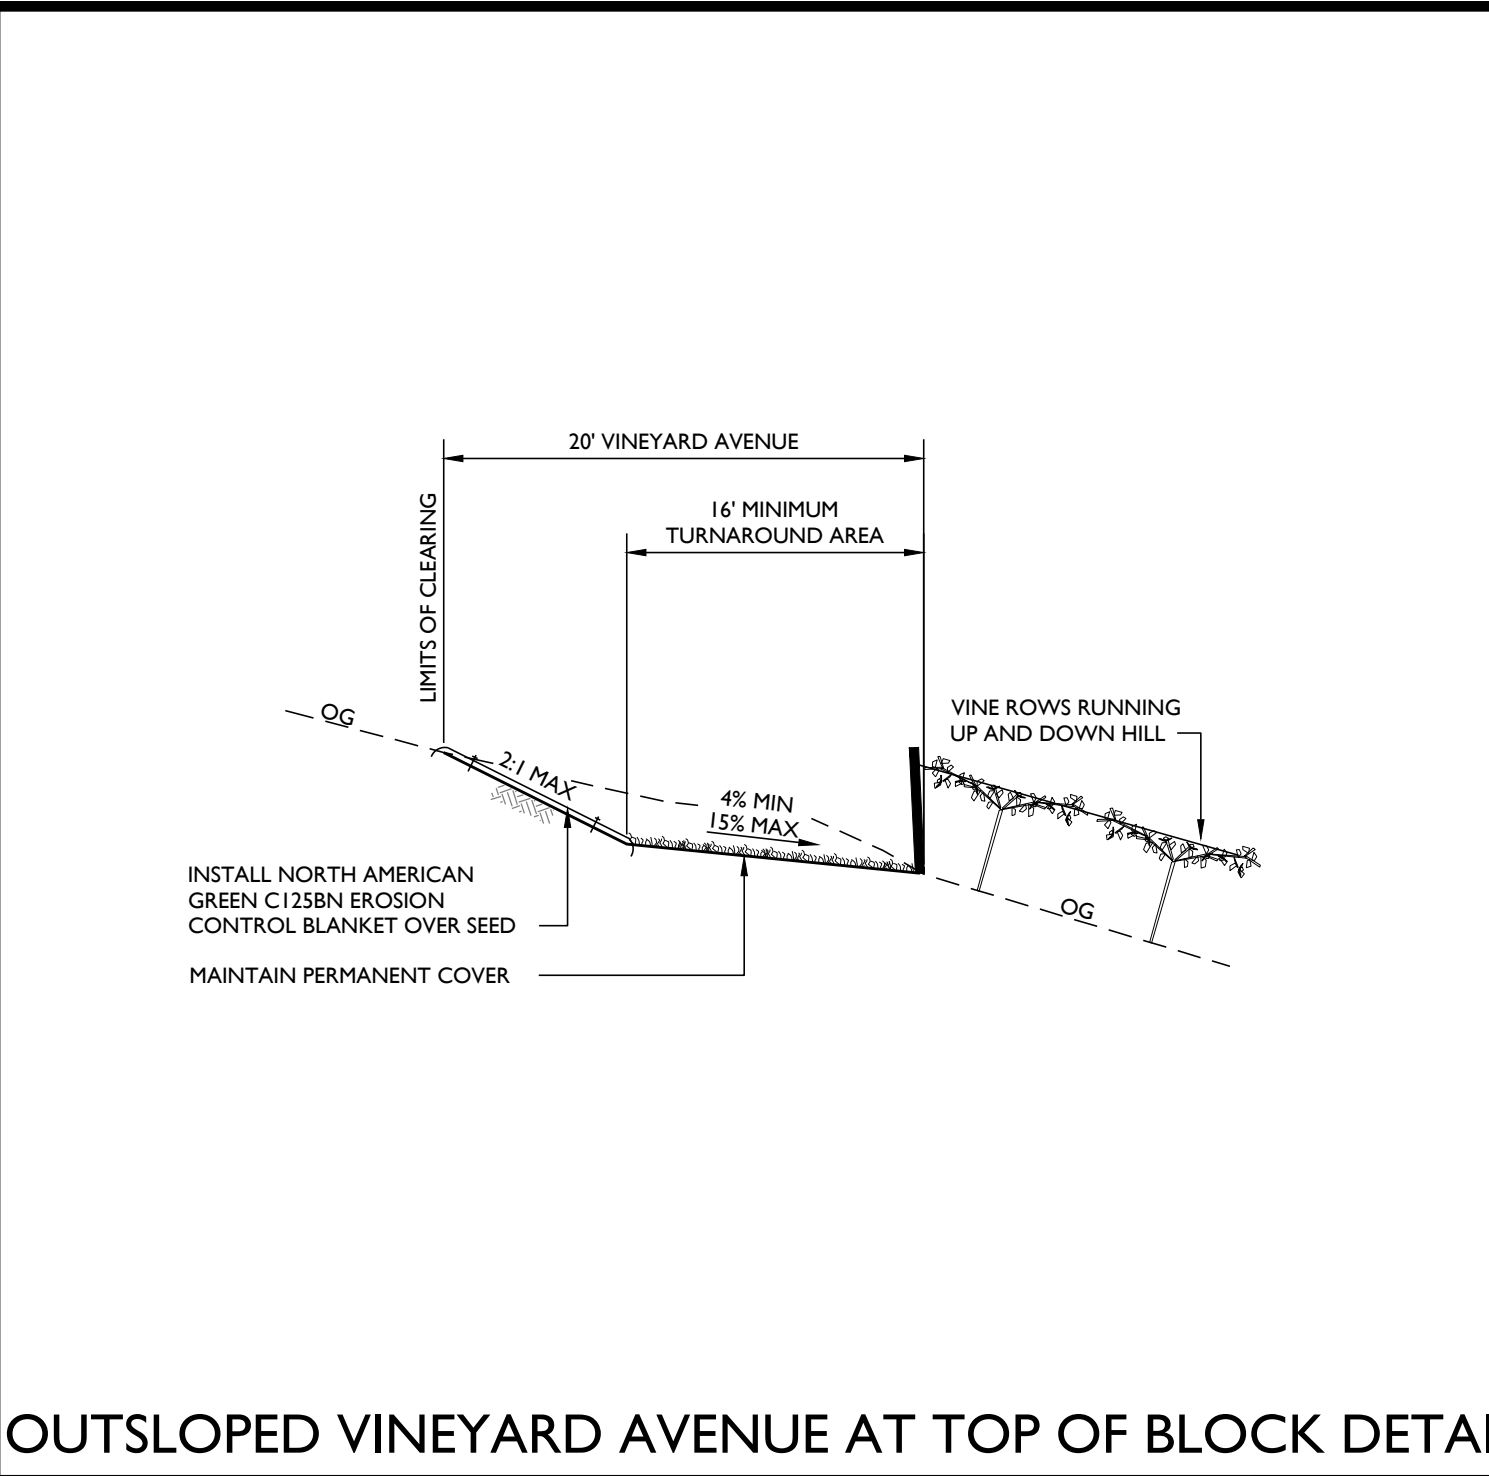 20' VINEYARD AVENUE
16' MINIMUM
TURNAROUND AREA
LIMITS OF CLEARING
OG
2:1 MAX
4% MIN
15% MAX
VINE ROWS RUNNING
UP AND DOWN HILL
INSTALL NORTH AMERICAN
GREEN C125BN EROSION
CONTROL BLANKET OVER SEED
MAINTAIN PERMANENT COVER
OG
OUTSLOPED VINEYARD AVENUE AT TOP OF BLOCK